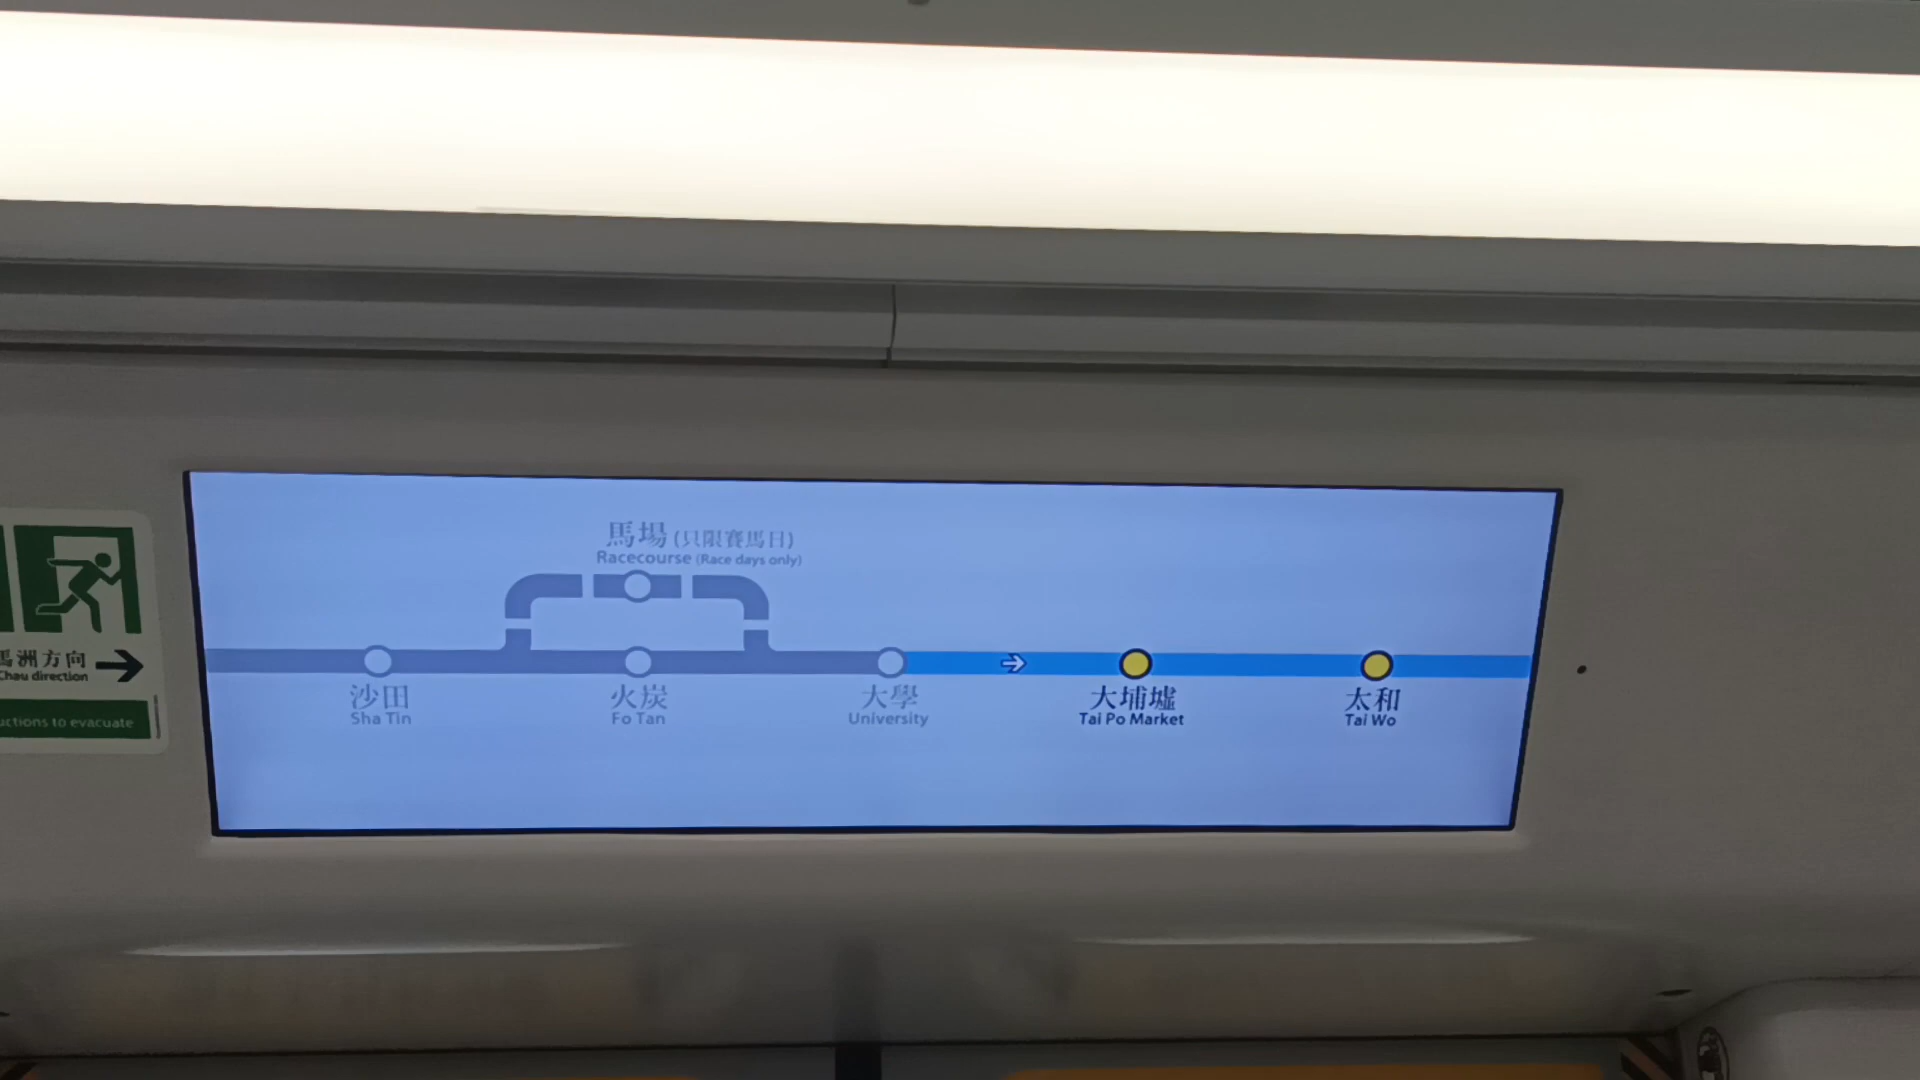 馬場 (只限賽馬日)
Racecourse (Race days only)
沙田
Sha Tin
火炭
Fo Tan
大學
University
大埔墟
Tai Po Market
太和
Tai Wo
馬洲方向
Chau direction
uctions to evacuate